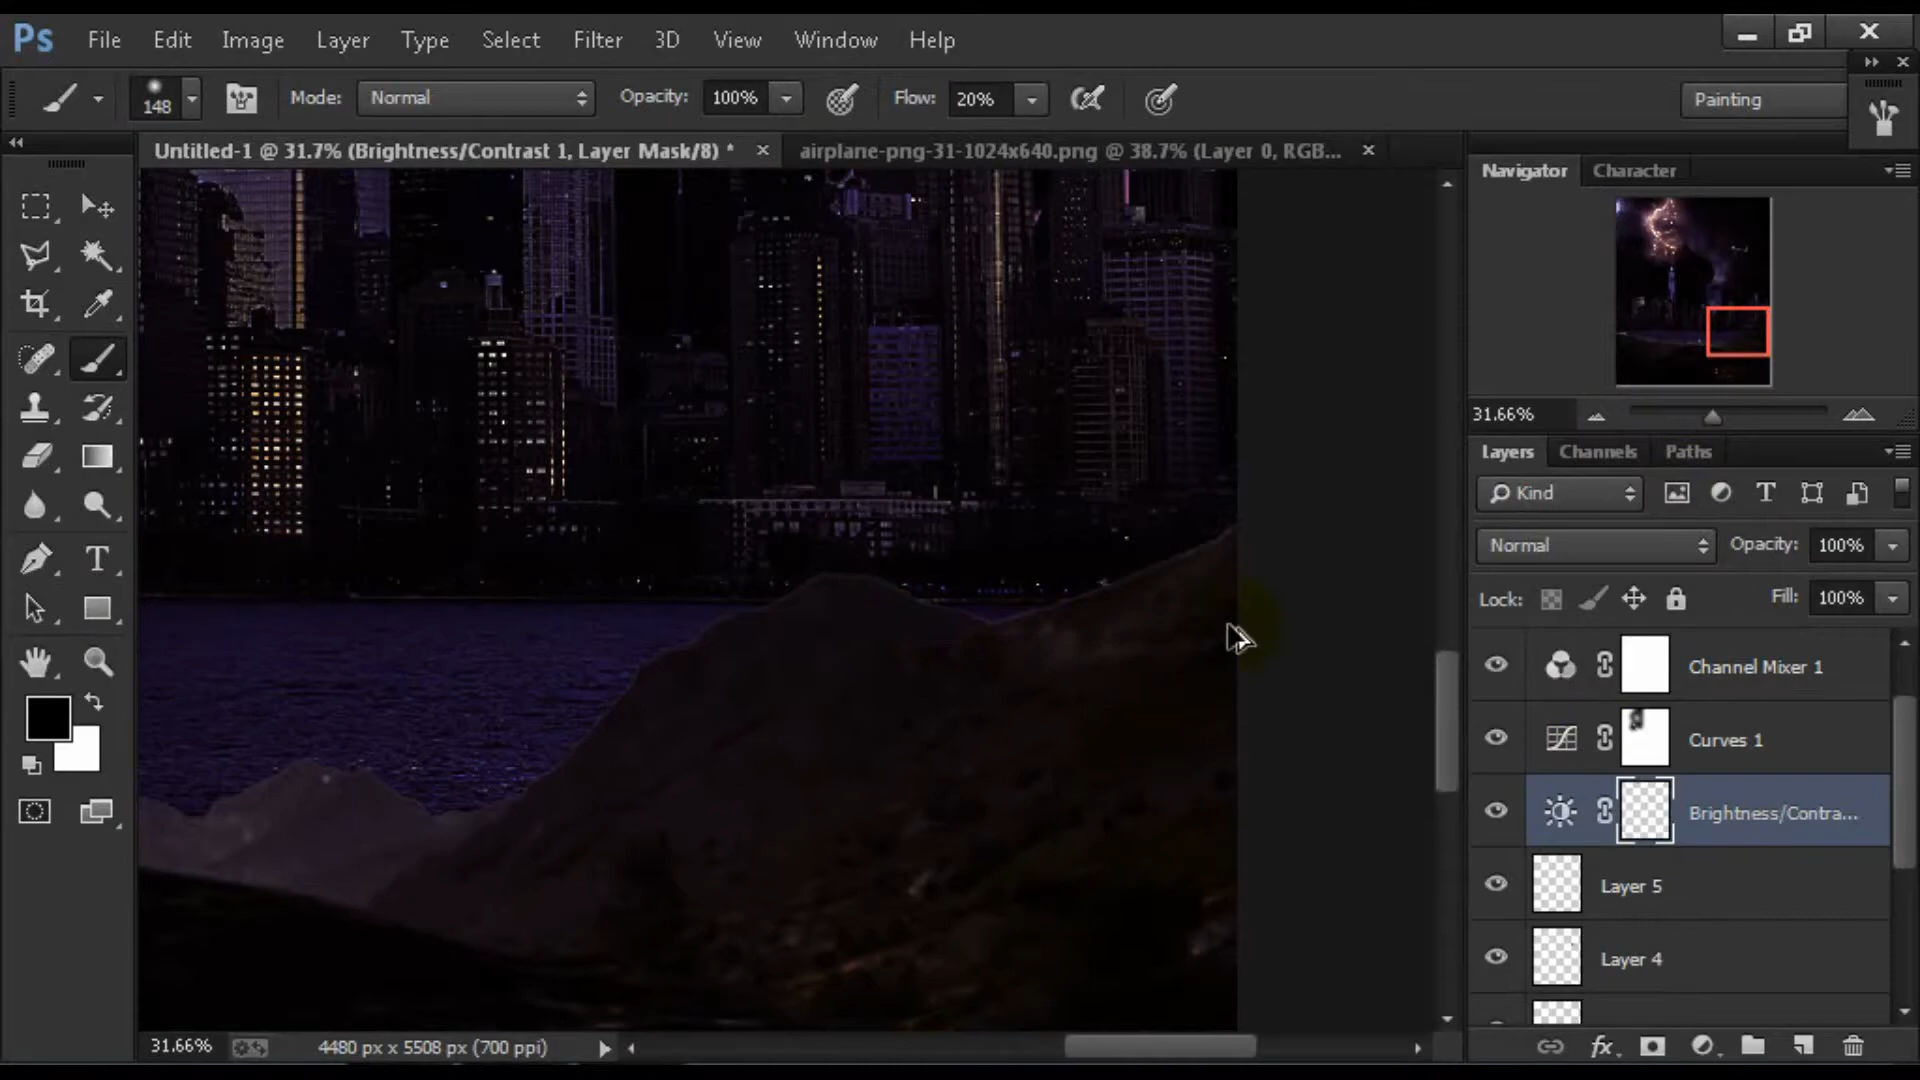 Ps File Edit Image Layer Type Select Filter 3D View Window Help
148 Mode: Normal Opacity: 100% Flow: 20% Painting
Untitled-1 @ 31.7% (Brightness/Contrast 1, Layer Mask/8) * airplane-png-31-1024x640.png @ 38.7% (Layer 0, RGB...
Navigator Character
31.66%
Layers Channels Paths
Kind
Normal Opacity: 100%
Lock: Fill: 100%
Channel Mixer 1
Curves 1
Brightness/Contra...
Layer 5
Layer 4
31.66% 4480 px x 5508 px (700 ppi)